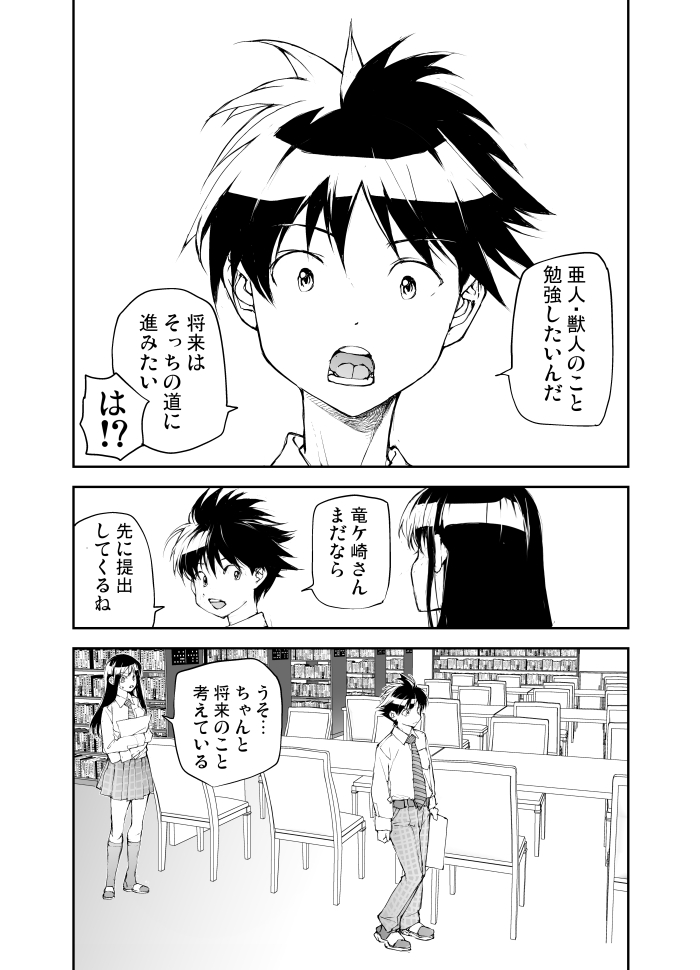 亜人・獣人のこと
勉強したいんだ
将来は
そっちの道に
進みたい
は!?
竜ケ崎さん
まだなら
先に提出
してくるね
うそ…
ちゃんと
将来のこと
考えている